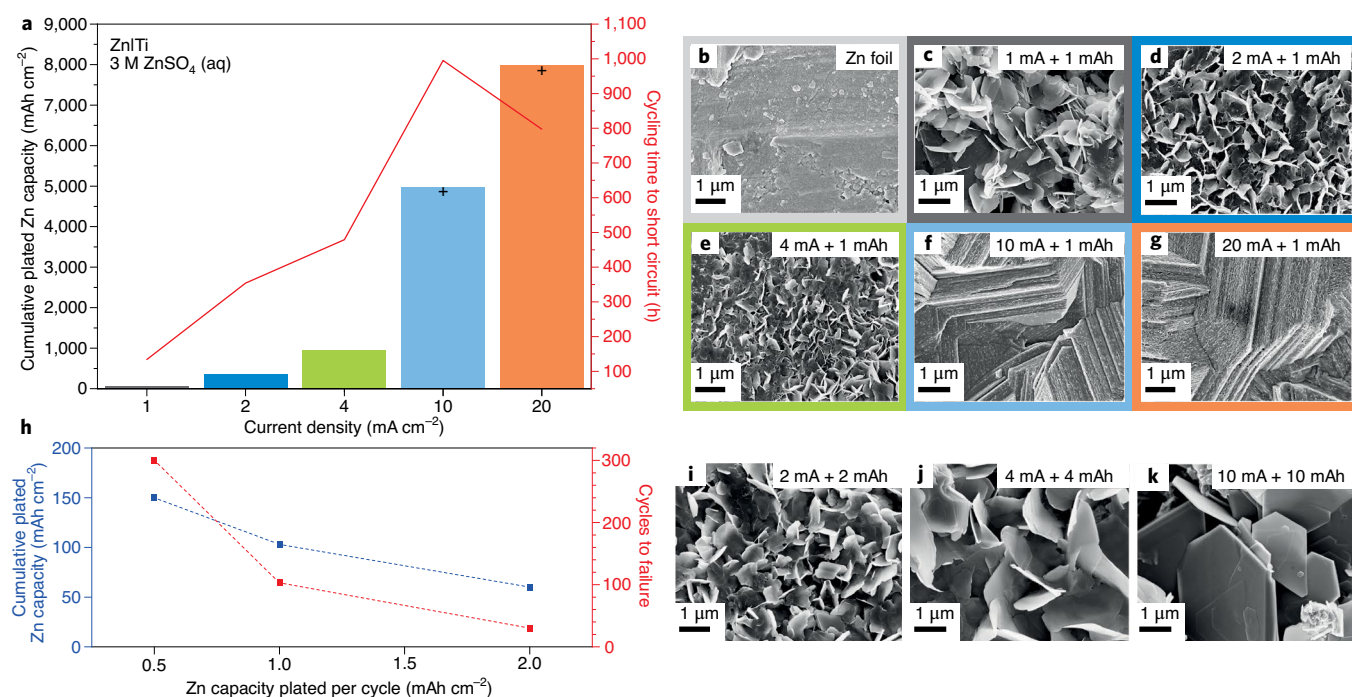 a
9,000
8,000
7,000
6,000
5,000
4,000
3,000
2,000
1,000
0
Cumulative plated Zn capacity (mAh cm⁻²)
Zn|Ti
3 M ZnSO₄ (aq)
+
+
1,100
1,000
900
800
700
600
500
400
300
200
100
Cycling time to short circuit (h)
1
2
4
10
20
Current density (mA cm⁻²)
b
Zn foil
1 µm
c
1 mA + 1 mAh
1 µm
d
2 mA + 1 mAh
1 µm
e
4 mA + 1 mAh
1 µm
f
10 mA + 1 mAh
1 µm
g
20 mA + 1 mAh
1 µm
h
200
150
100
50
0
Cumulative plated
Zn capacity (mAh cm⁻²)
300
200
100
0
Cycles to failure
0.5
1.0
1.5
2.0
Zn capacity plated per cycle (mAh cm⁻²)
i
2 mA + 2 mAh
1 µm
j
4 mA + 4 mAh
1 µm
k
10 mA + 10 mAh
1 µm